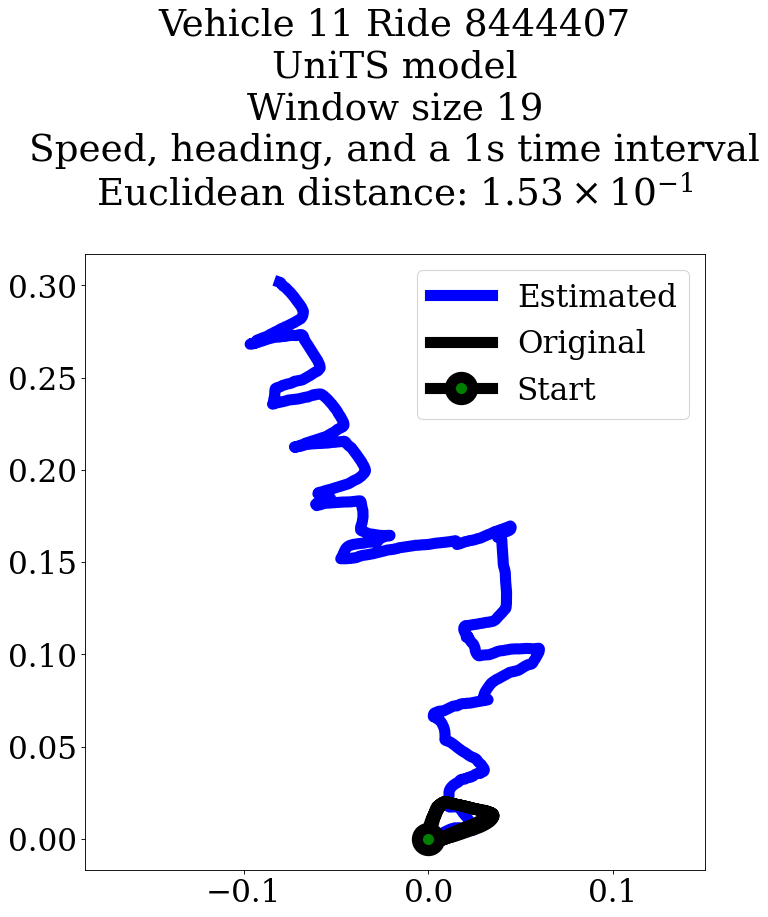 Vehicle 11 Ride 8444407
UniTS model
Window size 19
Speed, heading, and a 1s time interval
Euclidean distance: 1.53 × 10⁻¹
0.30
0.25
0.20
0.15
0.10
0.05
0.00
Estimated
Original
Start
−0.1 0.0 0.1